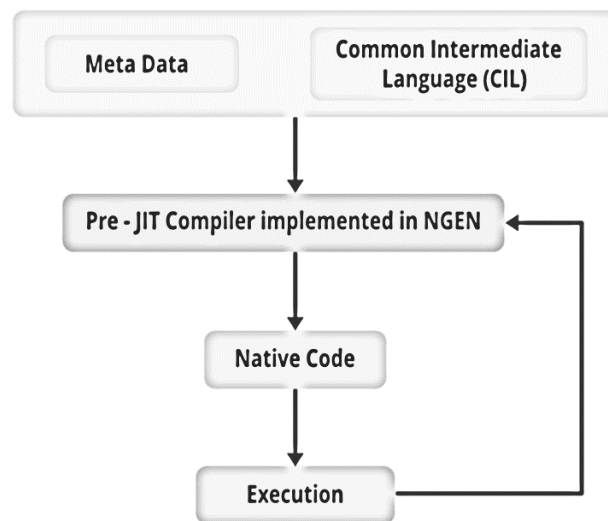 Meta Data
Common Intermediate
Language (CIL)
Pre - JIT Compiler implemented in NGEN
Native Code
Execution